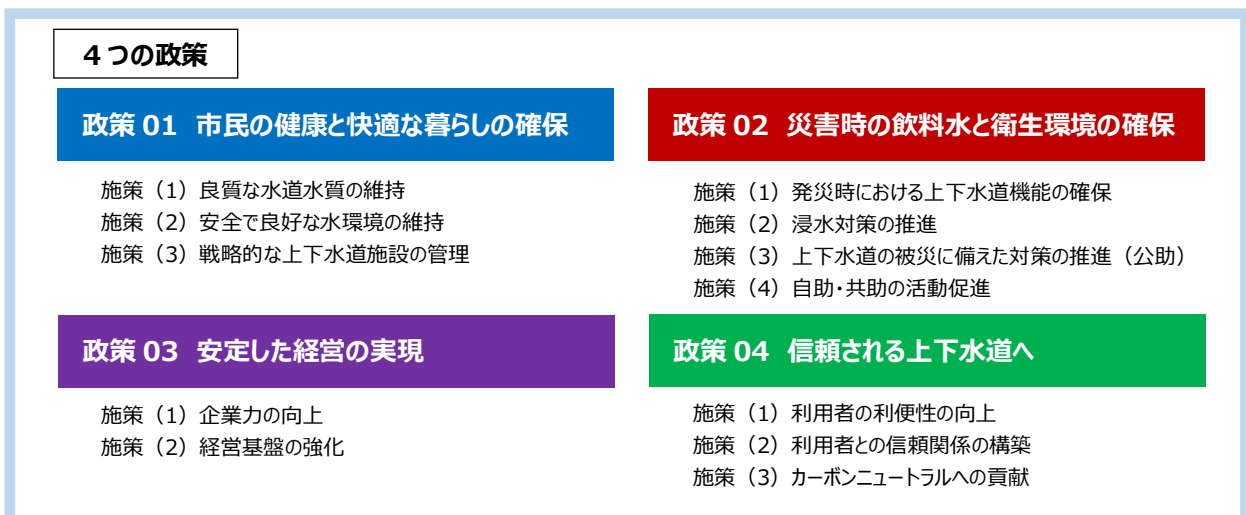 ４つの政策
政策 01 市民の健康と快適な暮らしの確保
施策（1）良質な水道水質の維持
施策（2）安全で良好な水環境の維持
施策（3）戦略的な上下水道施設の管理
政策 02 災害時の飲料水と衛生環境の確保
施策（1）発災時における上下水道機能の確保
施策（2）浸水対策の推進
施策（3）上下水道の被災に備えた対策の推進（公助）
施策（4）自助・共助の活動促進
政策 03 安定した経営の実現
施策（1）企業力の向上
施策（2）経営基盤の強化
政策 04 信頼される上下水道へ
施策（1）利用者の利便性の向上
施策（2）利用者との信頼関係の構築
施策（3）カーボンニュートラルへの貢献